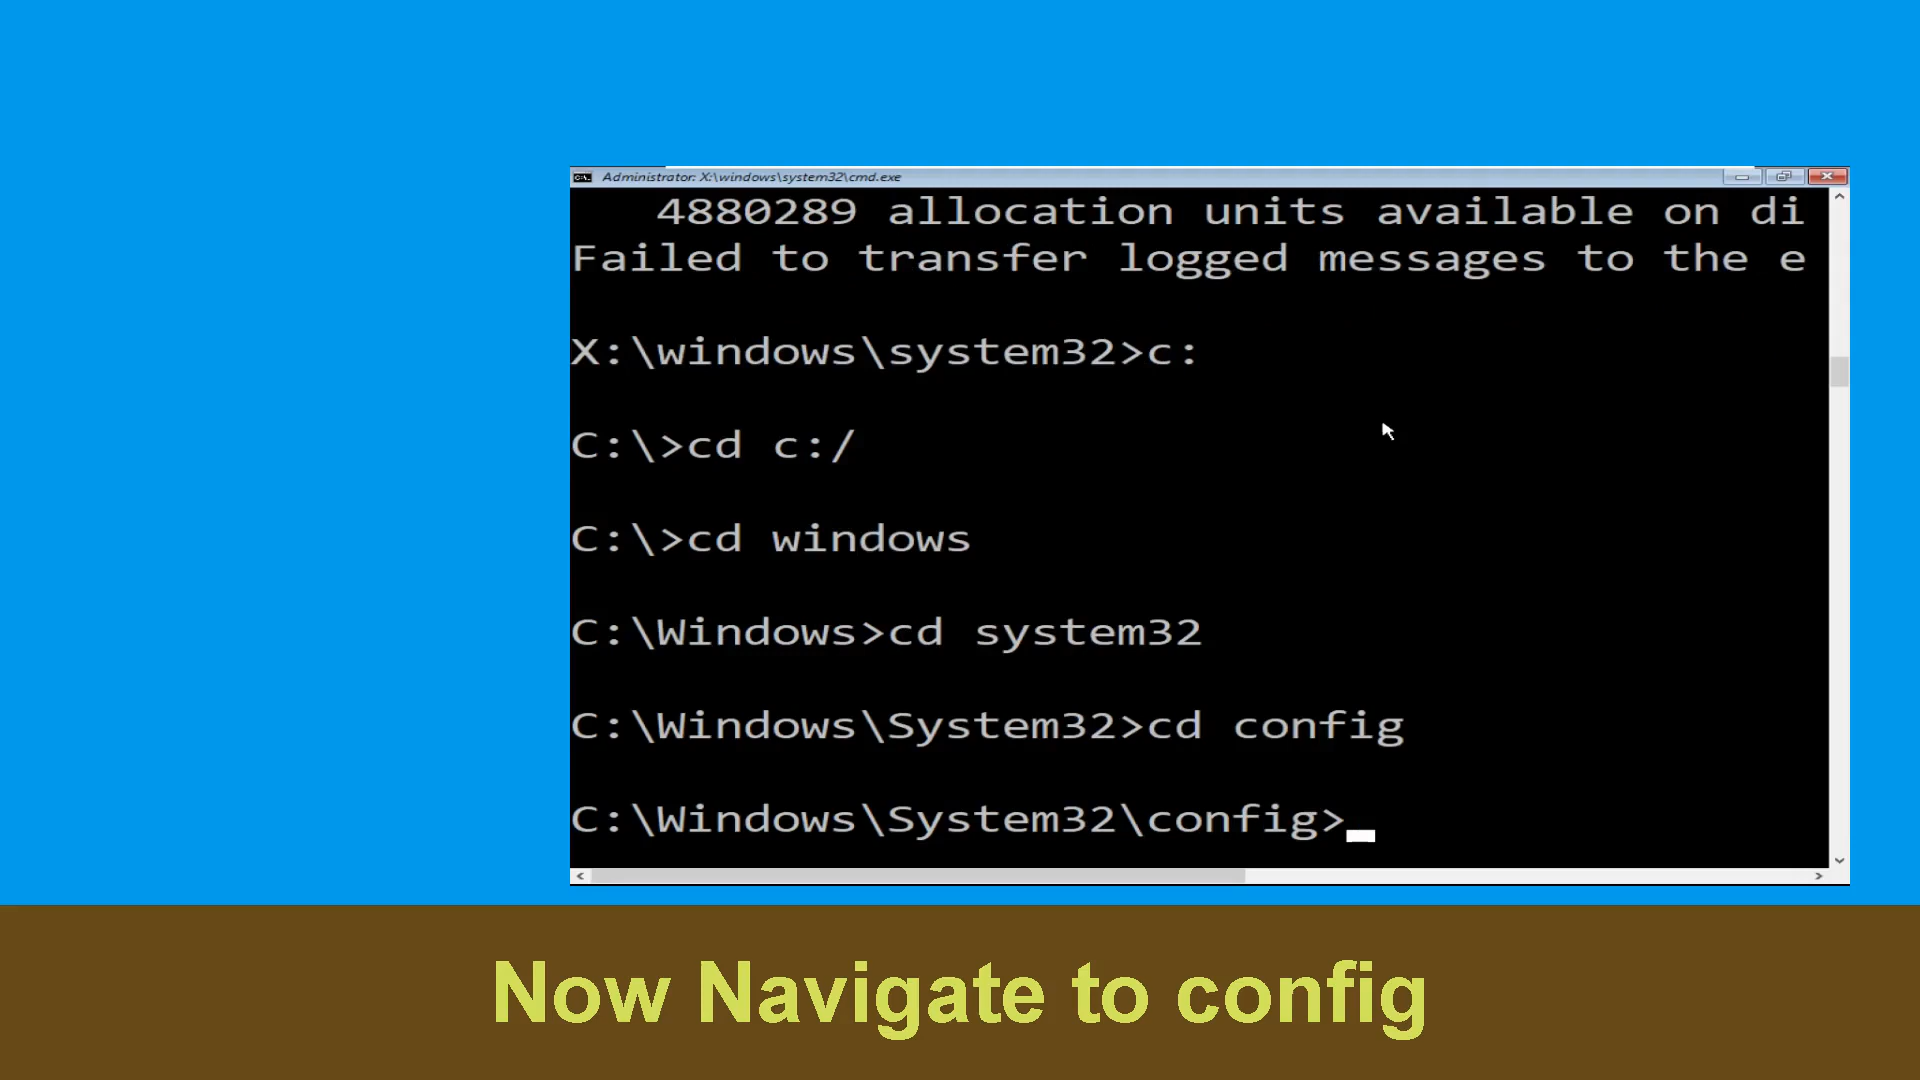 Administrator: X:\windows\system32\cmd.exe
4880289 allocation units available on di
Failed to transfer logged messages to the e
X:\windows\system32>c:
C:\>cd c:/
C:\>cd windows
C:\Windows>cd system32
C:\Windows\System32>cd config
C:\Windows\System32\config>
Now Navigate to config